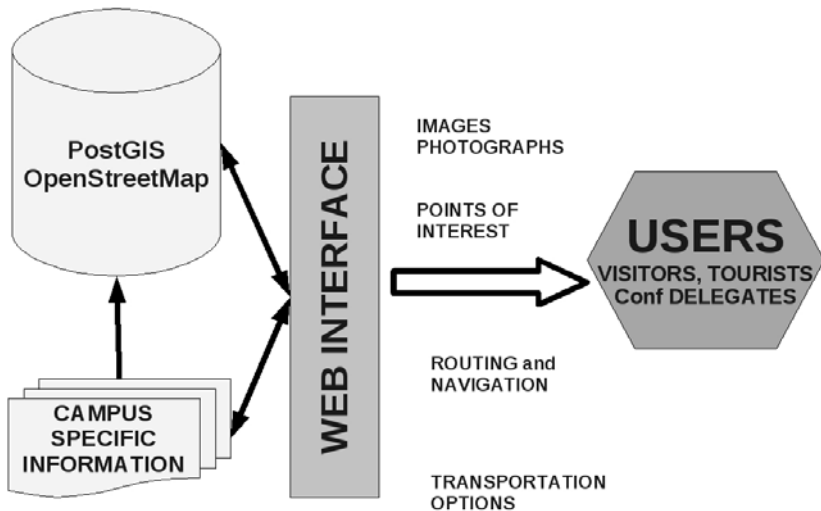 PostGIS
OpenStreetMap
CAMPUS
SPECIFIC
INFORMATION
WEB INTERFACE
IMAGES
PHOTOGRAPHS
POINTS OF
INTEREST
ROUTING and
NAVIGATION
TRANSPORTATION
OPTIONS
USERS
VISITORS, TOURISTS
Conf DELEGATES